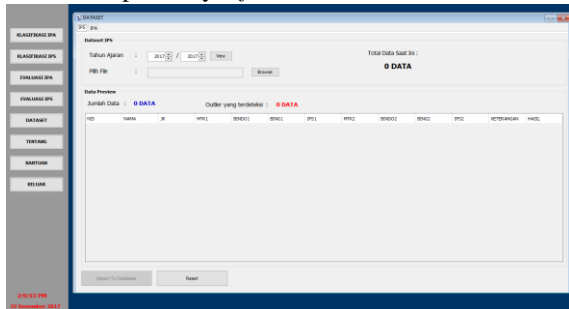 DATASET
IPS IPA
KLASIFIKASI IPA
KLASIFIKASI IPS
EVALUASI IPA
EVALUASI IPS
DATASET
TENTANG
BANTUAN
KELUAR
2:9:53 PM
19 Desember 2017
Dataset IPS
Tahun Ajaran : 2017 / 2017 View
Pilih File : Browse
Total Data Saat Ini :
0 DATA
Data Preview
Jumlah Data : 0 DATA Outlier yang terdeteksi : 0 DATA
NIS NAMA JK MTK1 BINDO1 BING1 IPS1 MTK2 BINDO2 BING2 IPS2 KETERANGAN HASIL
Import To Database Reset